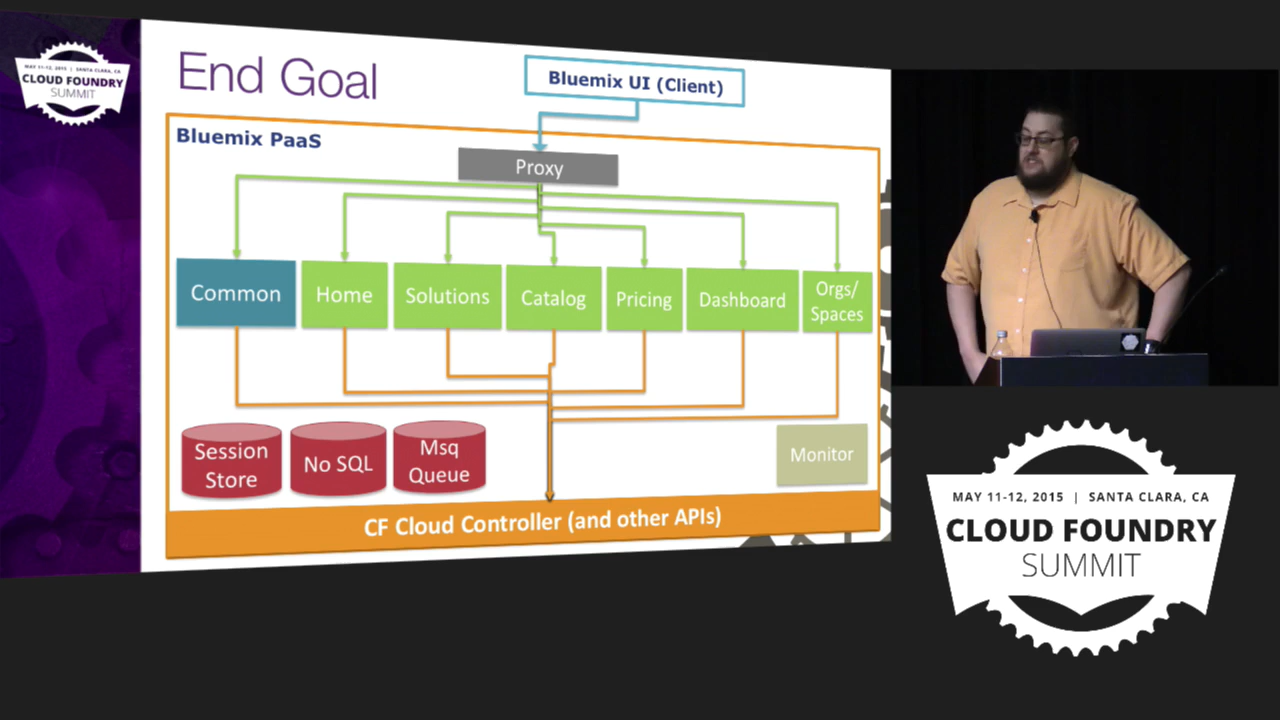 MAY 11-12, 2015 | SANTA CLARA, CA
CLOUD FOUNDRY
SUMMIT
End Goal
Bluemix UI (Client)
Bluemix PaaS
Proxy
Common
Home
Solutions
Catalog
Pricing
Dashboard
Orgs/
Spaces
Session
Store
No SQL
Msq
Queue
Monitor
CF Cloud Controller (and other APIs)
MAY 11-12, 2015 | SANTA CLARA, CA
CLOUD FOUNDRY
SUMMIT